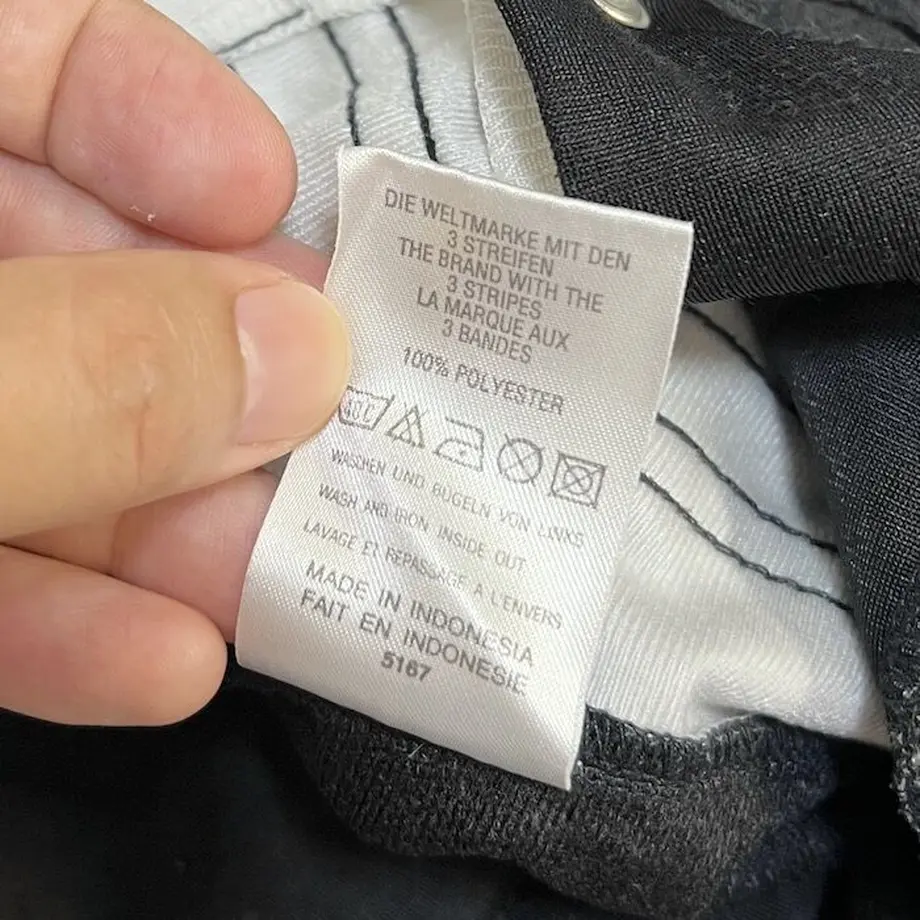 DIE WELTMARKE MIT DEN
3 STREIFEN
THE BRAND WITH THE
3 STRIPES
LA MARQUE AUX
3 BANDES
100% POLYESTER
WASCHEN UND BÜGELN VON LINKS
WASH AND IRON INSIDE OUT
LAVAGE ET REPASSAGE A L'ENVERS
MADE IN INDONESIA
FAIT EN INDONESIE
5167